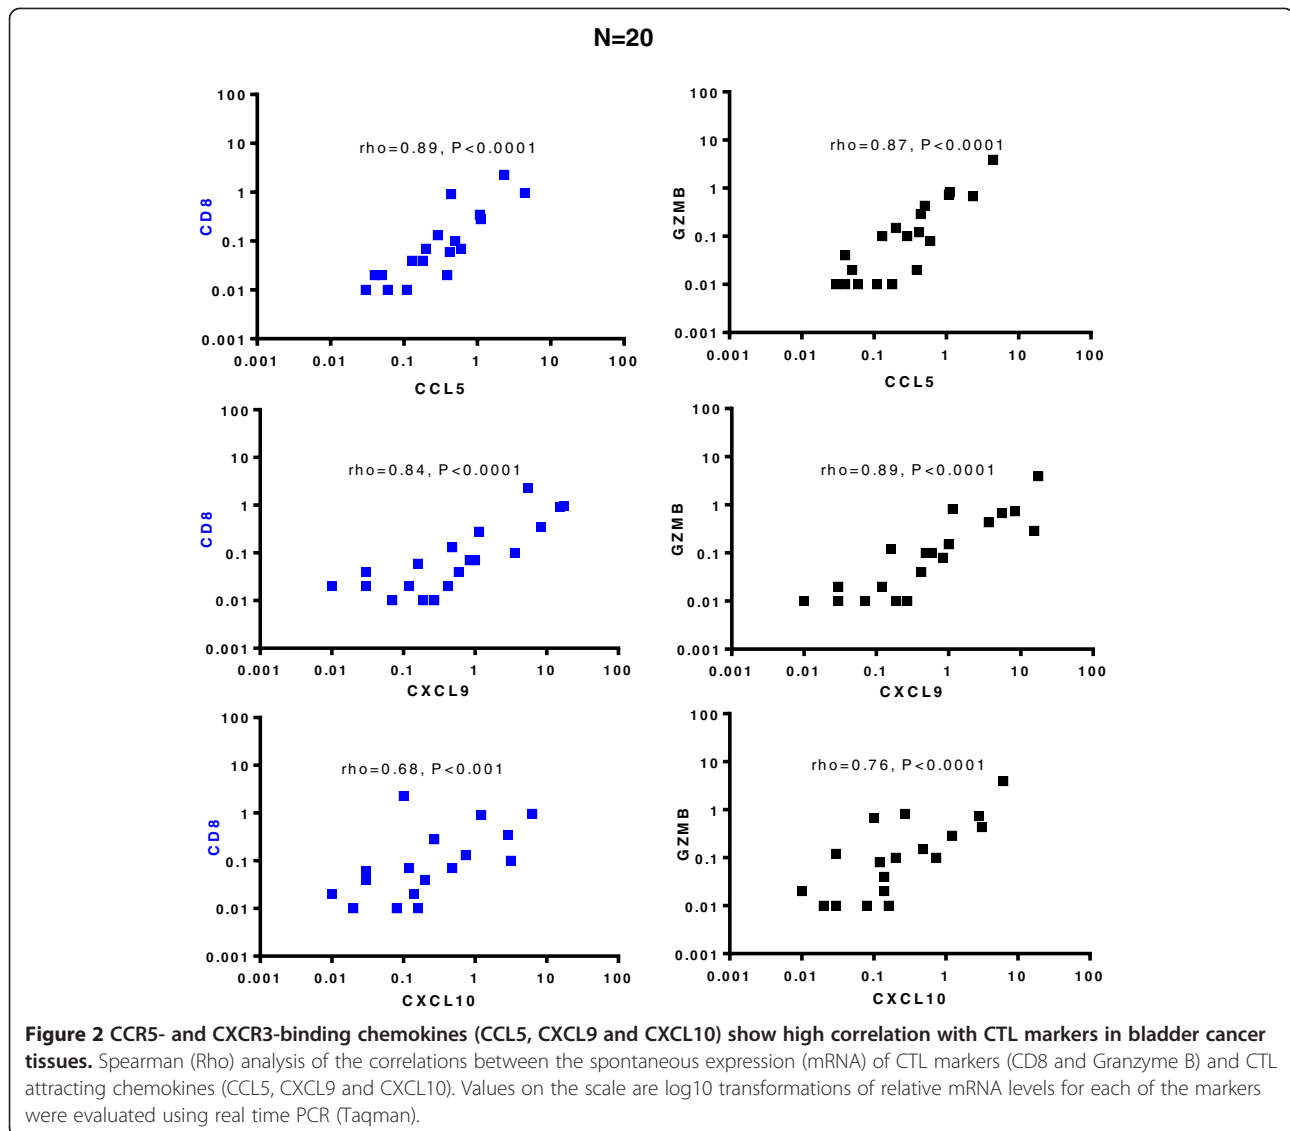 N=20
100
10
1
0.1
0.01
0.001
CD8
rho=0.89, P<0.0001
0.001 0.01 0.1 1 10 100
CCL5
100
10
1
0.1
0.01
0.001
GZMB
rho=0.87, P<0.0001
0.001 0.01 0.1 1 10 100
CCL5
100
10
1
0.1
0.01
0.001
CD8
rho=0.84, P<0.0001
0.001 0.01 0.1 1 10 100
CXCL9
100
10
1
0.1
0.01
0.001
GZMB
rho=0.89, P<0.0001
0.001 0.01 0.1 1 10 100
CXCL9
100
10
1
0.1
0.01
0.001
CD8
rho=0.68, P<0.001
0.001 0.01 0.1 1 10 100
CXCL10
100
10
1
0.1
0.01
0.001
GZMB
rho=0.76, P<0.0001
0.001 0.01 0.1 1 10 100
CXCL10
Figure 2 CCR5- and CXCR3-binding chemokines (CCL5, CXCL9 and CXCL10) show high correlation with CTL markers in bladder cancer
tissues. Spearman (Rho) analysis of the correlations between the spontaneous expression (mRNA) of CTL markers (CD8 and Granzyme B) and CTL
attracting chemokines (CCL5, CXCL9 and CXCL10). Values on the scale are log10 transformations of relative mRNA levels for each of the markers
were evaluated using real time PCR (Taqman).